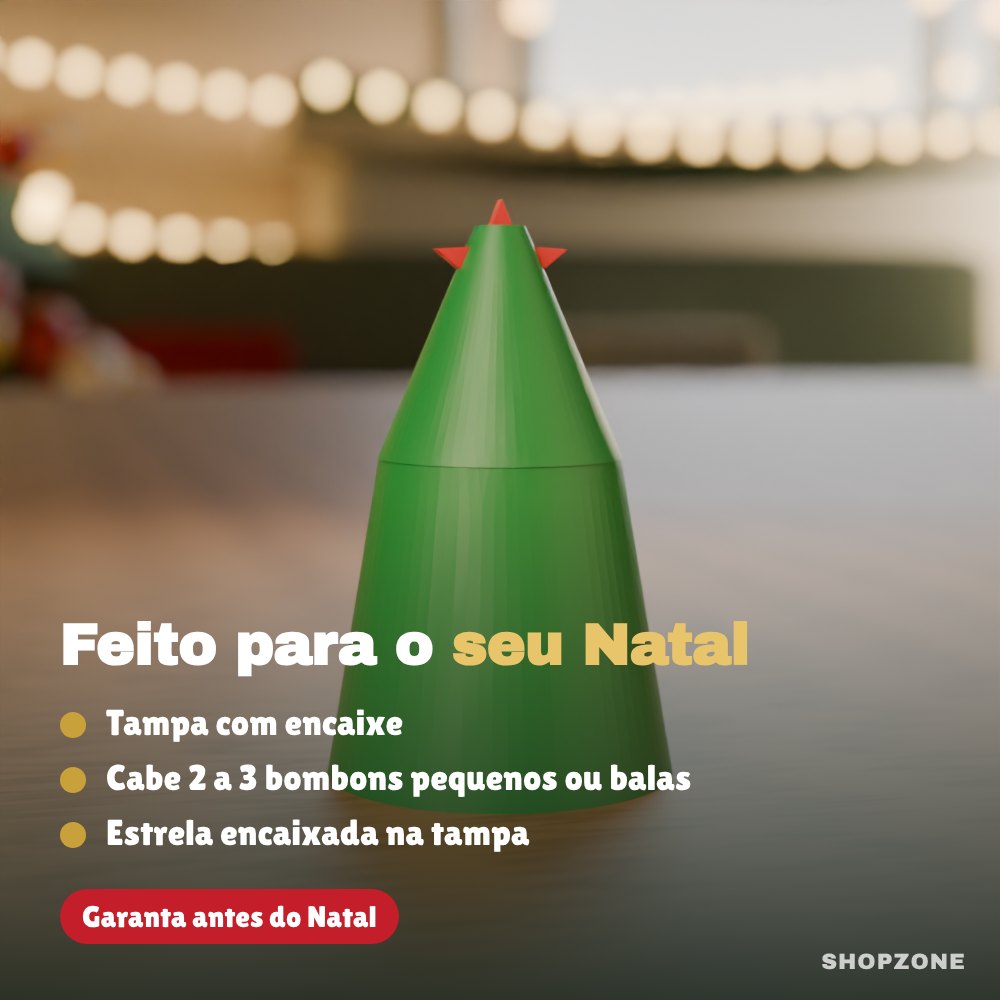 Feito para o seu Natal
Tampa com encaixe
Cabe 2 a 3 bombons pequenos ou balas
Estrela encaixada na tampa
Garanta antes do Natal
SHOPZONE